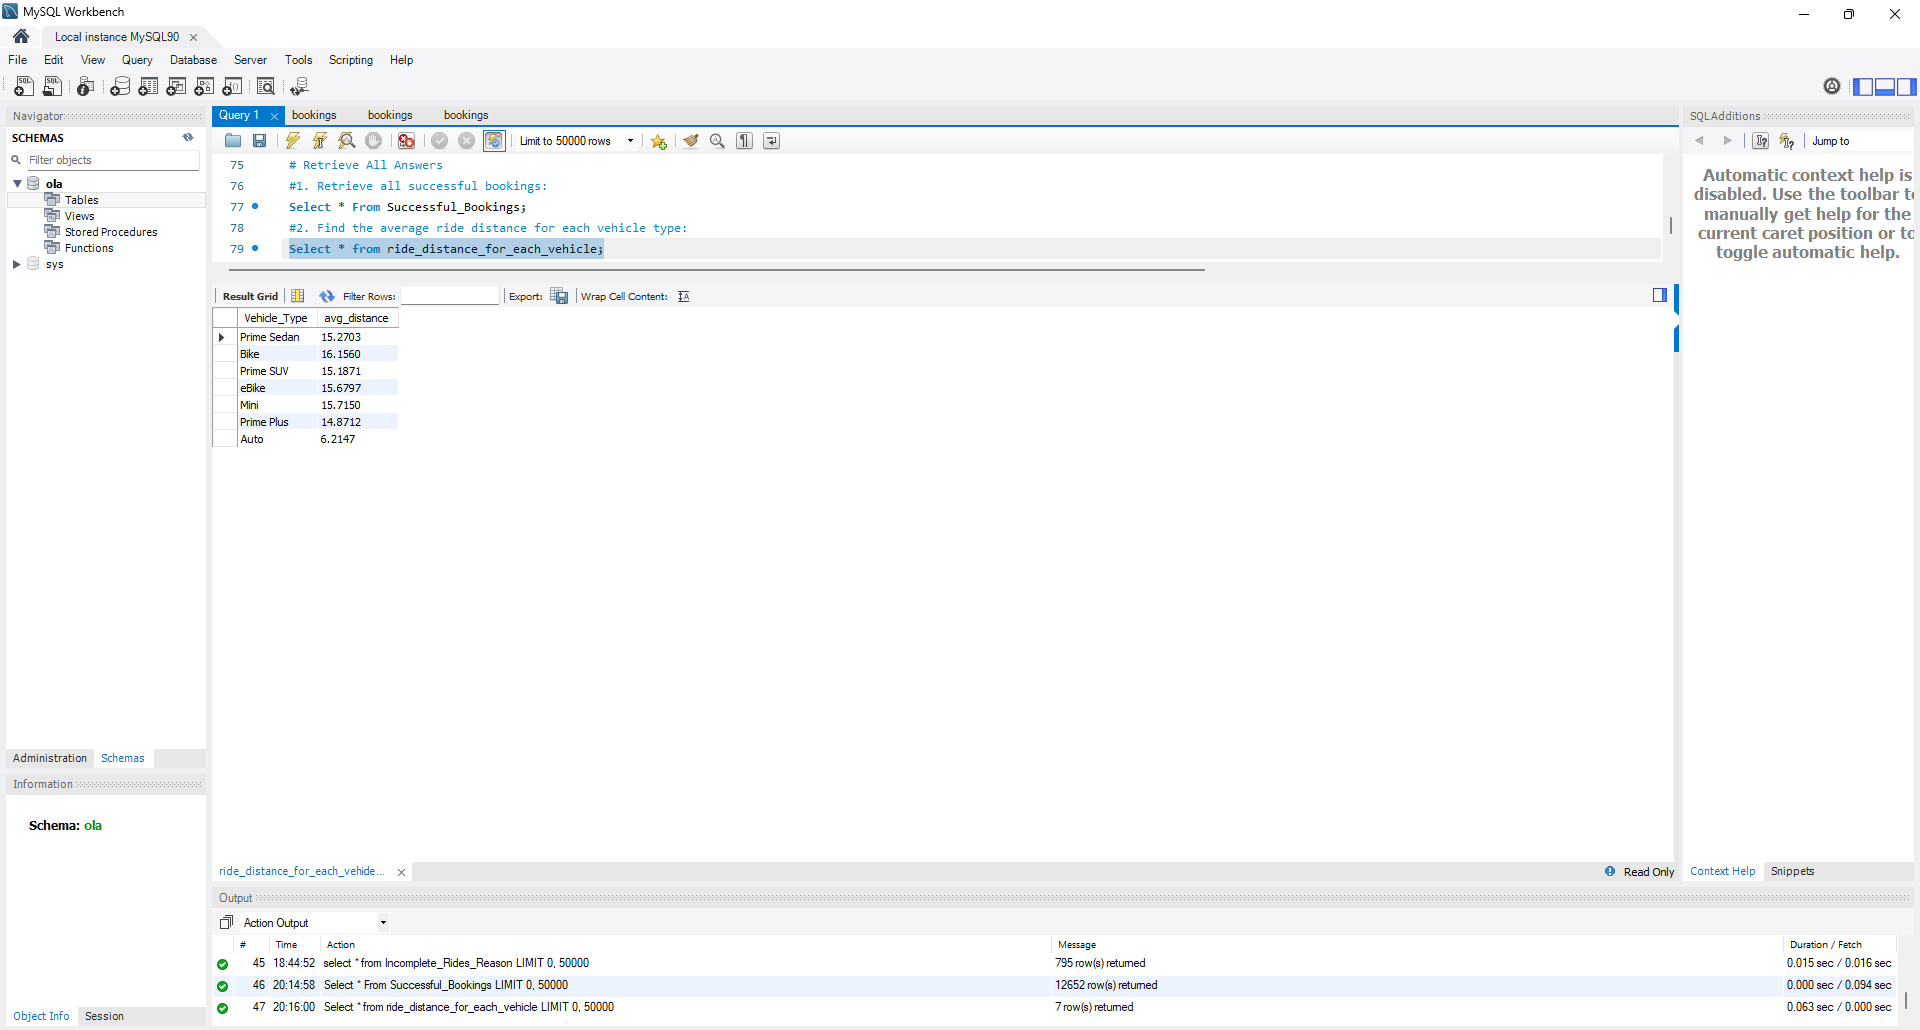 MySQL Workbench
Local instance MySQL90
File Edit View Query Database Server Tools Scripting Help
Navigator
SCHEMAS
Filter objects
ola
Tables
Views
Stored Procedures
Functions
sys
Administration Schemas
Information
Schema: ola
Object Info Session
Query 1 bookings bookings bookings
Limit to 50000 rows
75 # Retrieve All Answers
76 #1. Retrieve all successful bookings:
77 Select * From Successful_Bookings;
78 #2. Find the average ride distance for each vehicle type:
79 Select * from ride_distance_for_each_vehicle;
Result Grid Filter Rows: Export: Wrap Cell Content:
Vehicle_Type avg_distance
Prime Sedan 15.2703
Bike 16.1560
Prime SUV 15.1871
eBike 15.6797
Mini 15.7150
Prime Plus 14.8712
Auto 6.2147
ride_distance_for_each_vehicle... Read Only
Output
Action Output
# Time Action Message Duration / Fetch
45 18:44:52 select * from Incomplete_Rides_Reason LIMIT 0, 50000 795 row(s) returned 0.015 sec / 0.016 sec
46 20:14:58 Select * From Successful_Bookings LIMIT 0, 50000 12652 row(s) returned 0.000 sec / 0.094 sec
47 20:16:00 Select * from ride_distance_for_each_vehicle LIMIT 0, 50000 7 row(s) returned 0.063 sec / 0.000 sec
SQLAdditions
Jump to
Automatic context help is
disabled. Use the toolbar to
manually get help for the
current caret position or to
toggle automatic help.
Context Help Snippets